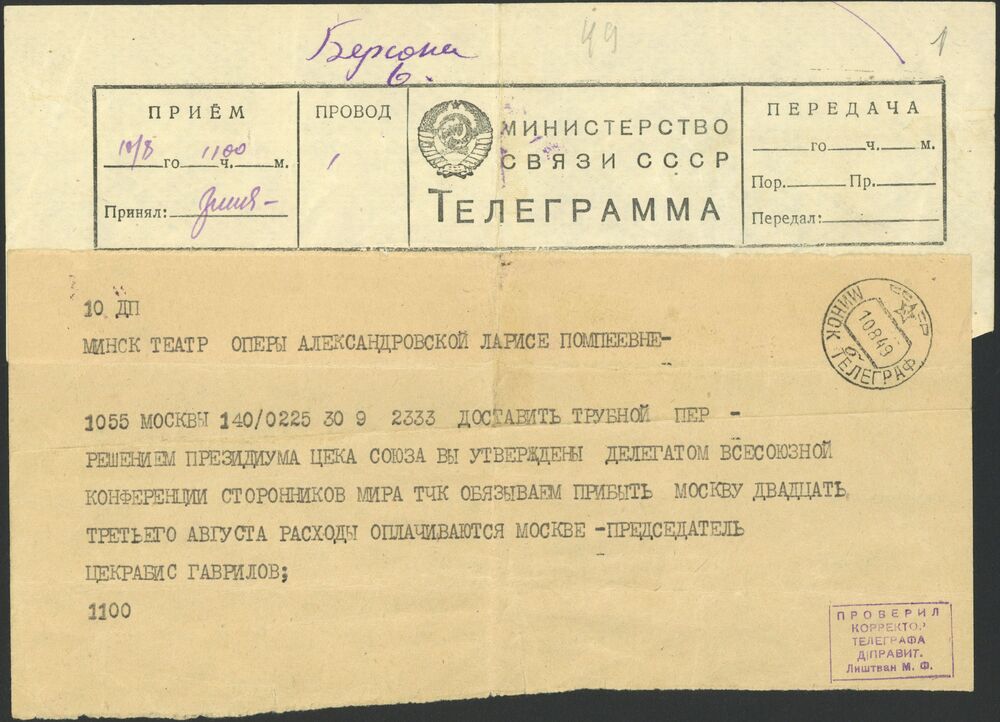 49
1
ПРИЁМ
10/8 го 1100 ч. м.
Принял:
ПРОВОД
МИНИСТЕРСТВО
СВЯЗИ СССР
ТЕЛЕГРАММА
ПЕРЕДАЧА
го ч. м.
Пор. Пр.
Передал:
10 ДП
МИНСК ТЕАТР ОПЕРЫ АЛЕКСАНДРОВСКОЙ ЛАРИСЕ ПОМПЕЕВНЕ-
МИНСК
10849
ТЕЛЕГРАФ
1055 МОСКВЫ 140/0225 30 9 2333 ДОСТАВИТЬ ТРУБНОЙ ПЕР -
РЕШЕНИЕМ ПРЕЗИДИУМА ЦЕКА СОЮЗА ВЫ УТВЕРЖДЕНЫ ДЕЛЕГАТОМ ВСЕСОЮЗНОЙ
КОНФЕРЕНЦИИ СТОРОННИКОВ МИРА ТЧК ОБЯЗЫВАЕМ ПРИБЫТЬ МОСКВУ ДВАДЦАТЬ
ТРЕТЬЕГО АВГУСТА РАСХОДЫ ОПЛАЧИВАЮТСЯ МОСКВЕ -ПРЕДСЕДАТЕЛЬ
ЦЕКРАБИС ГАВРИЛОВ;
1100
ПРОВЕРИЛ
КОРРЕКТОР
ТЕЛЕГРАФА
Лиштван М. Ф.